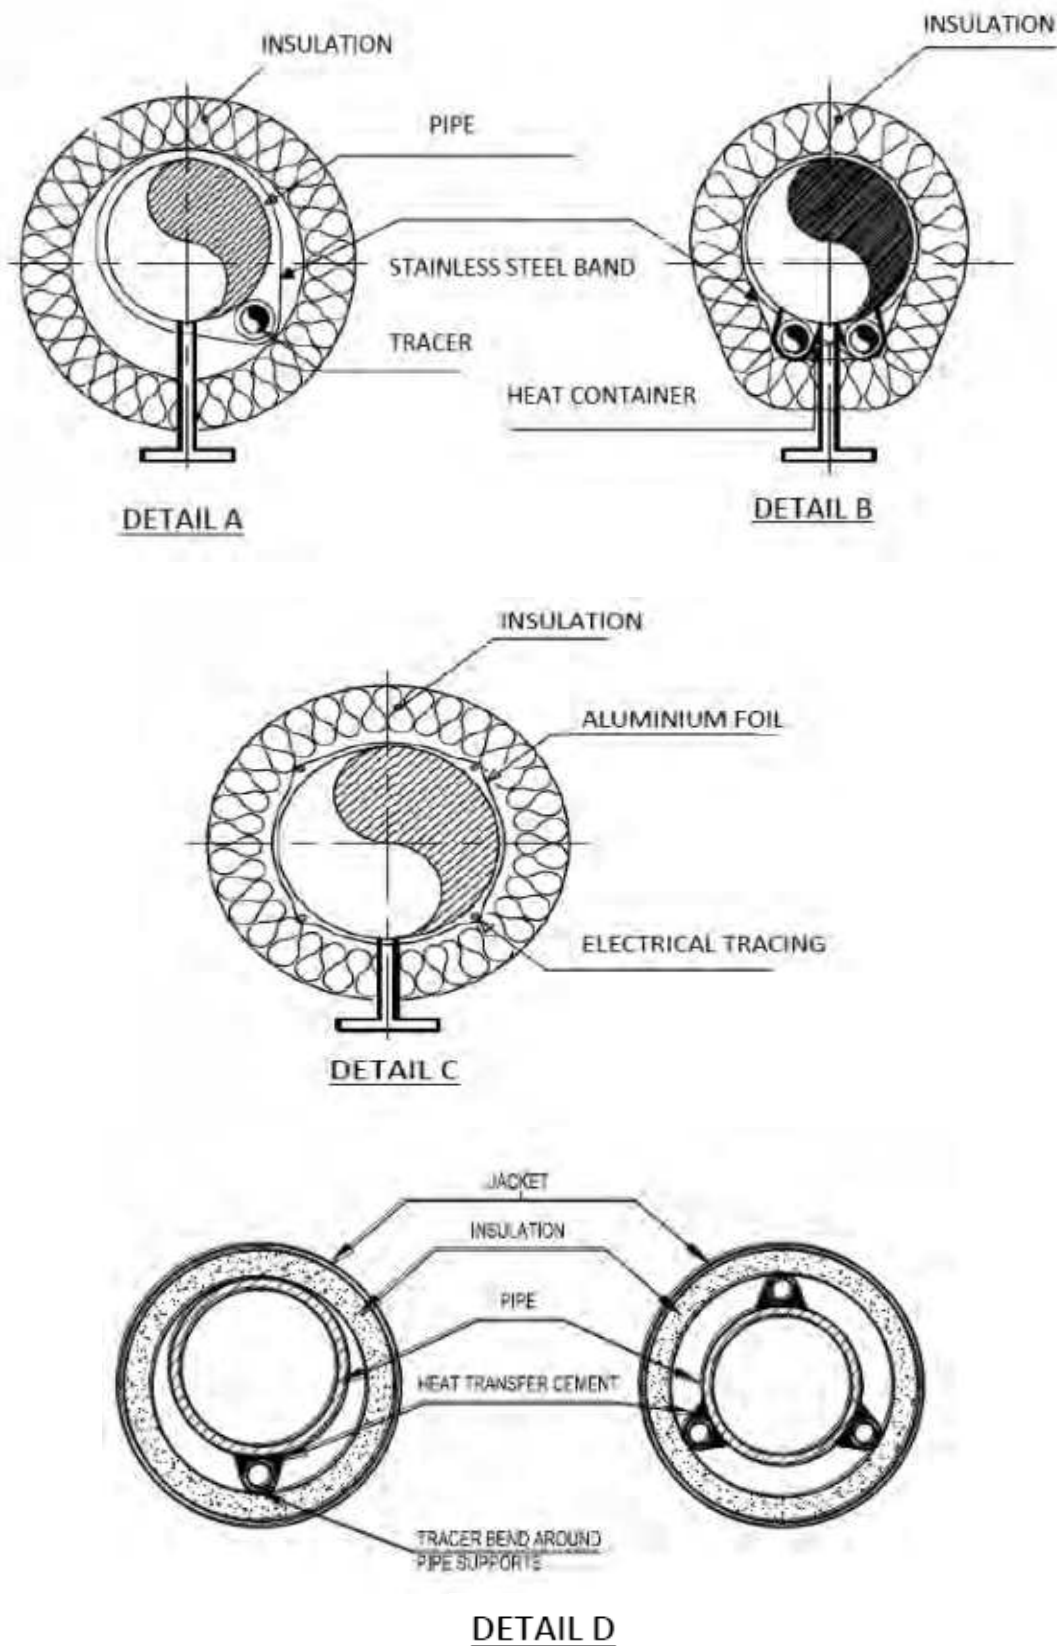 INSULATION
INSULATION
PIPE
STAINLESS STEEL BAND
TRACER
HEAT CONTAINER
DETAIL A
DETAIL B
INSULATION
ALUMINIUM FOIL
ELECTRICAL TRACING
DETAIL C
JACKET
INSULATION
PIPE
HEAT TRANSFER CEMENT
TRACER BEND AROUND
PIPE SUPPORTS
DETAIL D